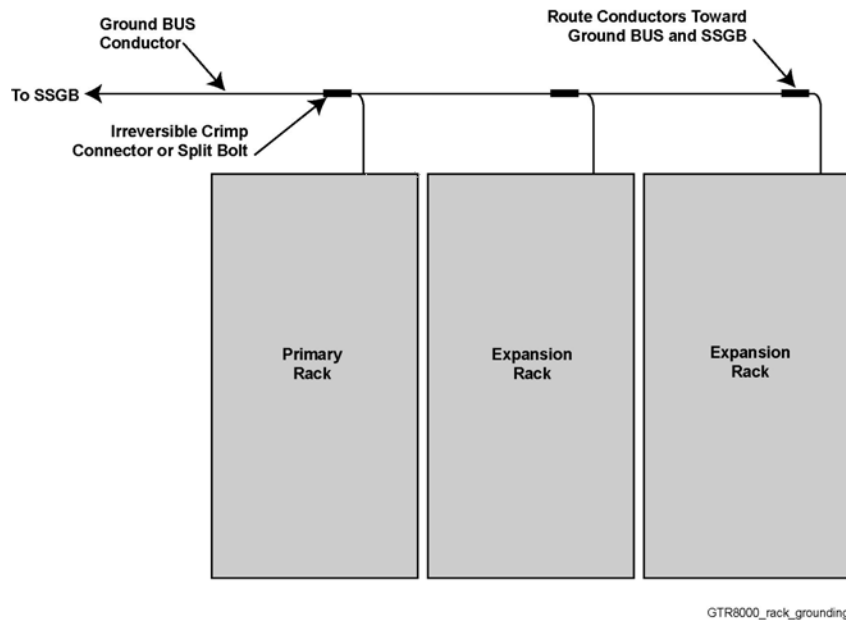 Ground BUS
Conductor
Route Conductors Toward
Ground BUS and SSGB
To SSGB
Irreversible Crimp
Connector or Split Bolt
Primary
Rack
Expansion
Rack
Expansion
Rack
GTR8000_rack_grounding